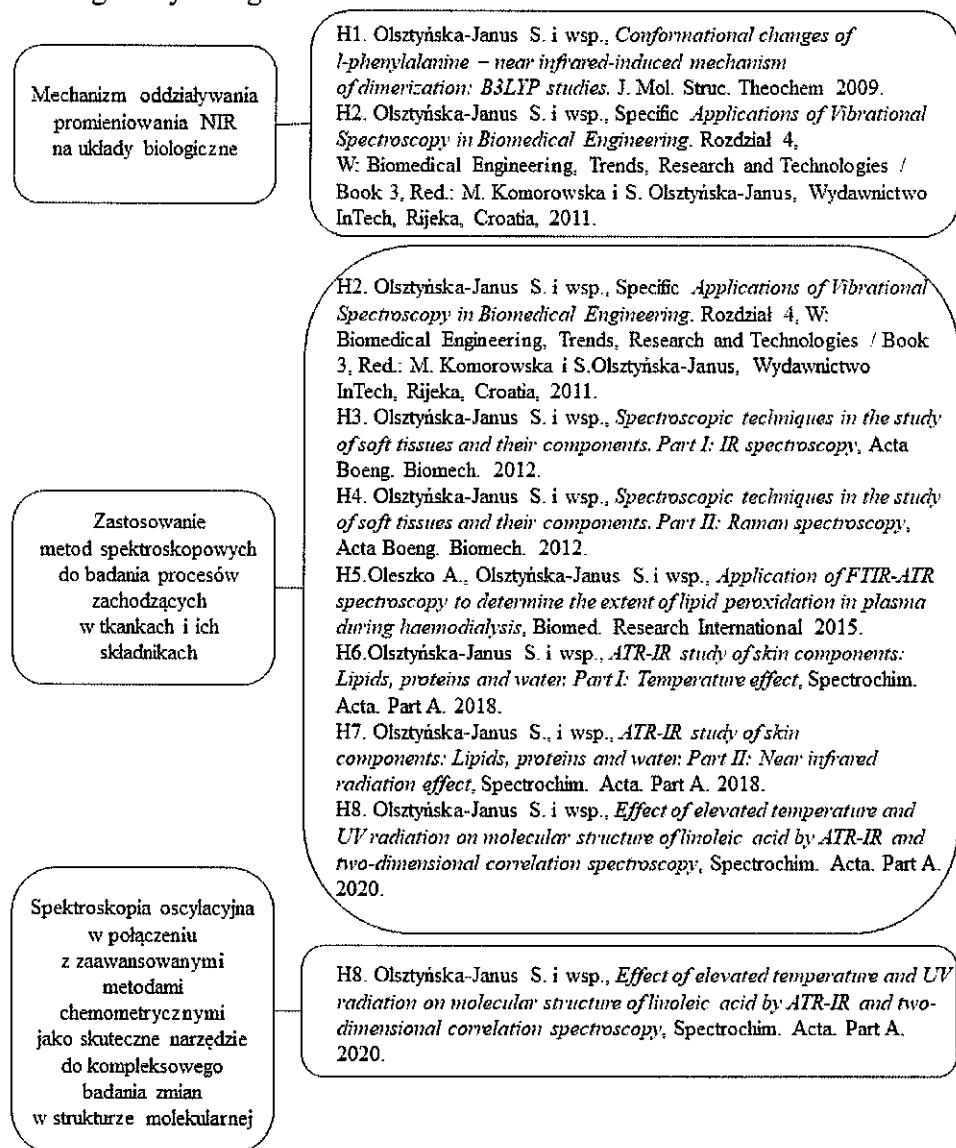 Mechanizm oddziaływania
promieniowania NIR
na układy biologiczne
H1. Olsztyńska-Janus S. i wsp., Conformational changes of
l-phenylalanine – near infrared-induced mechanism
of dimerization: B3LYP studies. J. Mol. Struc. Theochem 2009.
H2. Olsztyńska-Janus S. i wsp., Specific Applications of Vibrational
Spectroscopy in Biomedical Engineering. Rozdział 4,
W: Biomedical Engineering, Trends, Research and Technologies /
Book 3, Red.: M. Komorowska i S. Olsztyńska-Janus, Wydawnictwo
InTech, Rijeka, Croatia, 2011.
Zastosowanie
metod spektroskopowych
do badania procesów
zachodzących
w tkankach i ich
składnikach
H2. Olsztyńska-Janus S. i wsp., Specific Applications of Vibrational
Spectroscopy in Biomedical Engineering. Rozdział 4, W:
Biomedical Engineering, Trends, Research and Technologies / Book
3, Red.: M. Komorowska i S.Olsztyńska-Janus, Wydawnictwo
InTech, Rijeka, Croatia, 2011.
H3. Olsztyńska-Janus S. i wsp., Spectroscopic techniques in the study
of soft tissues and their components. Part I: IR spectroscopy, Acta
Boeng. Biomech. 2012.
H4. Olsztyńska-Janus S. i wsp., Spectroscopic techniques in the study
of soft tissues and their components. Part II: Raman spectroscopy,
Acta Boeng. Biomech. 2012.
H5.Oleszko A., Olsztyńska-Janus S. i wsp., Application of FTIR-ATR
spectroscopy to determine the extent of lipid peroxidation in plasma
during haemodialysis, Biomed. Research International 2015.
H6.Olsztyńska-Janus S. i wsp., ATR-IR study of skin components:
Lipids, proteins and water. Part I: Temperature effect, Spectrochim.
Acta. Part A. 2018.
H7. Olsztyńska-Janus S., i wsp., ATR-IR study of skin
components: Lipids, proteins and water. Part II: Near infrared
radiation effect, Spectrochim. Acta. Part A. 2018.
H8. Olsztyńska-Janus S. i wsp., Effect of elevated temperature and
UV radiation on molecular structure of linoleic acid by ATR-IR and
two-dimensional correlation spectroscopy, Spectrochim. Acta. Part A.
2020.
Spektroskopia oscylacyjna
w połączeniu
z zaawansowanymi
metodami
chemometrycznymi
jako skuteczne narzędzie
do kompleksowego
badania zmian
w strukturze molekularnej
H8. Olsztyńska-Janus S. i wsp., Effect of elevated temperature and UV
radiation on molecular structure of linoleic acid by ATR-IR and two-
dimensional correlation spectroscopy, Spectrochim. Acta. Part A.
2020.